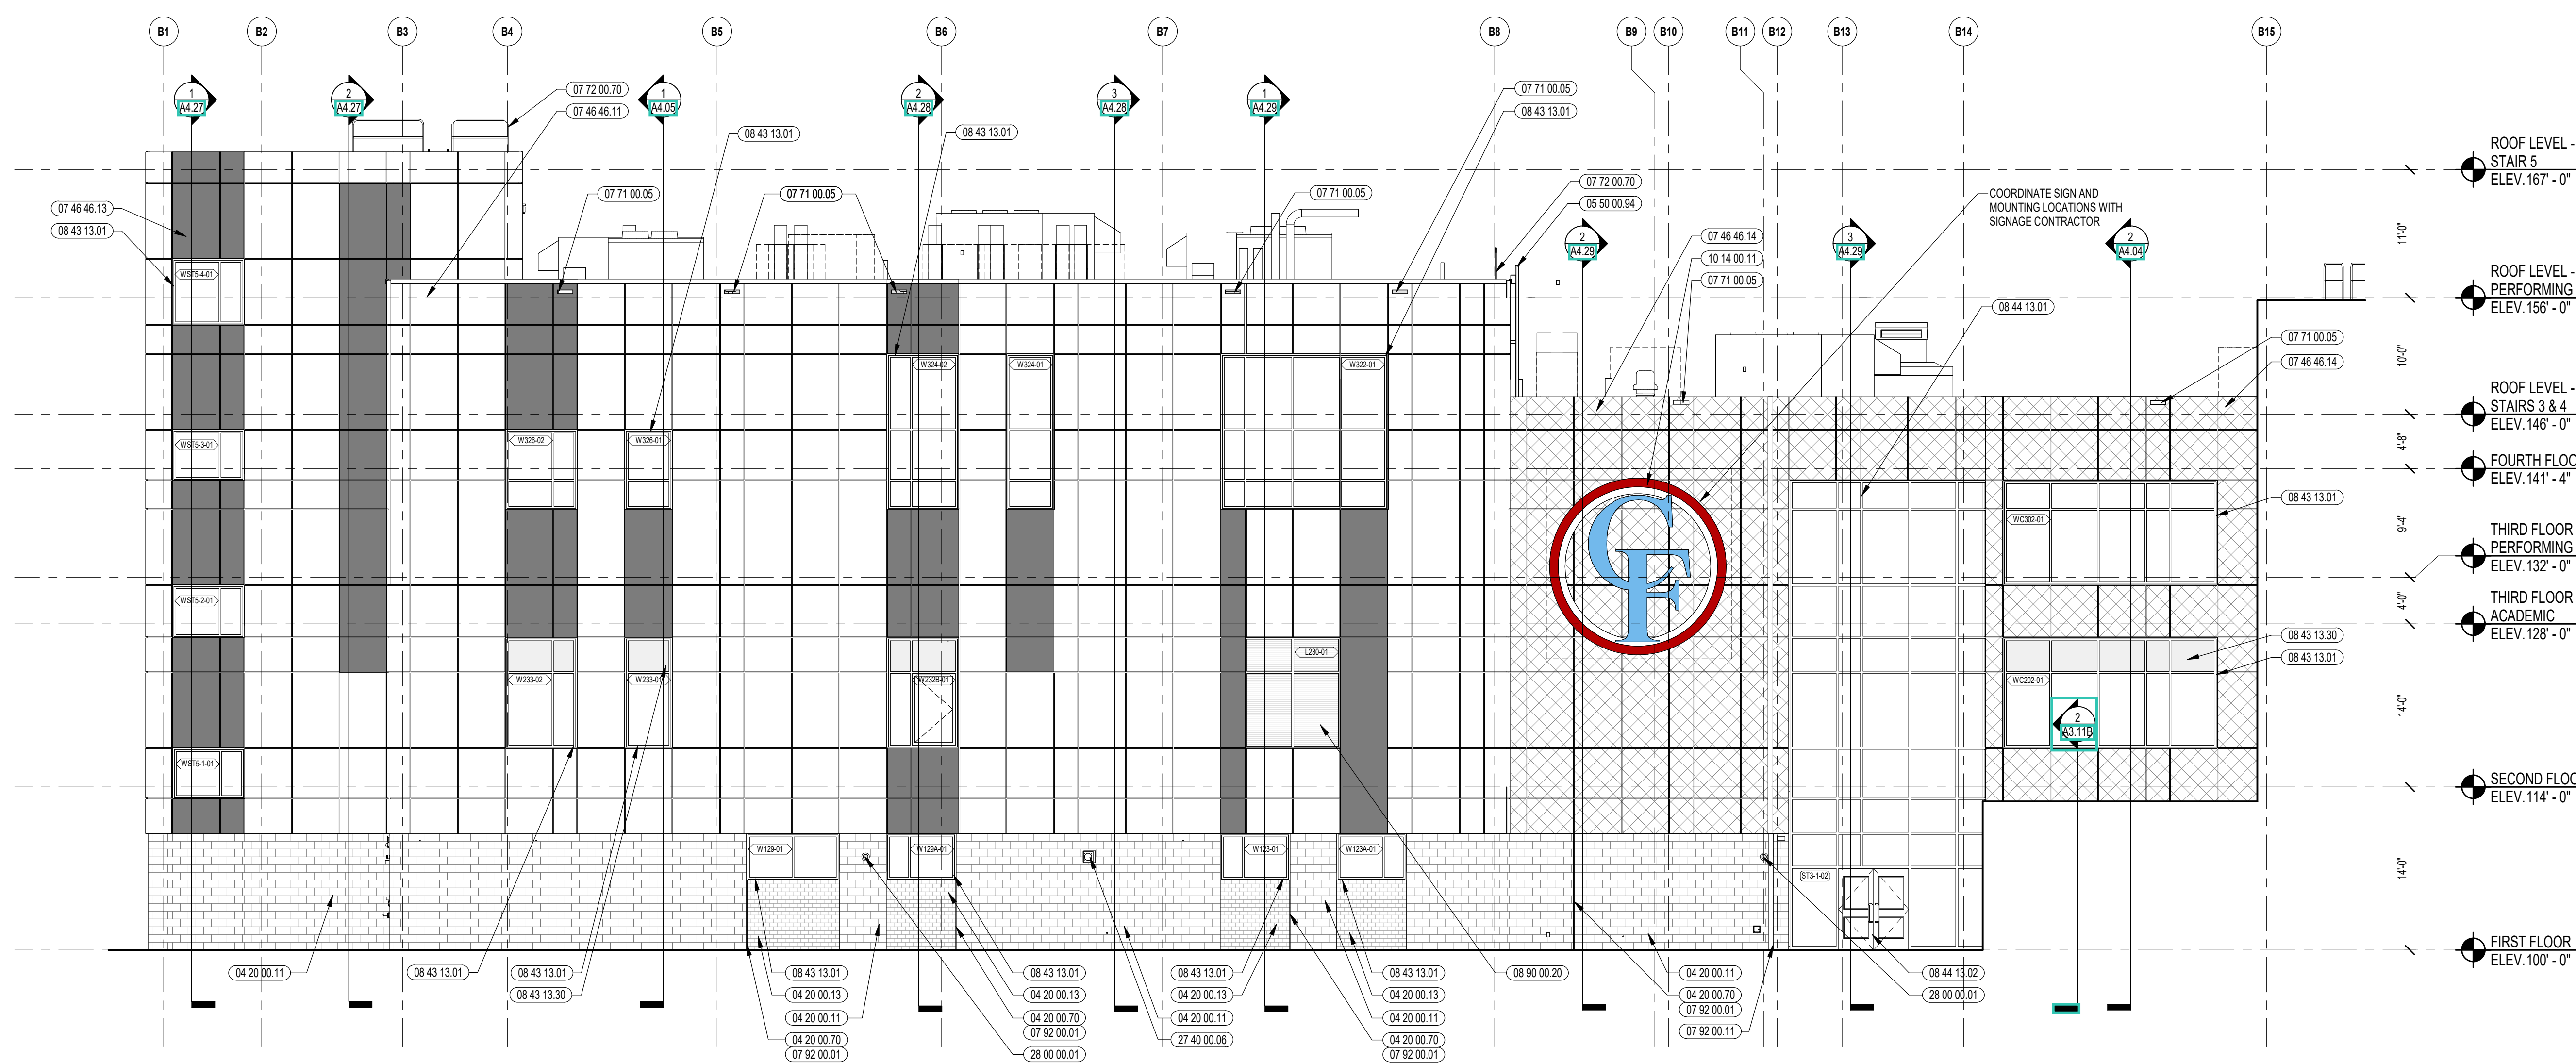 B1
B2
B3
B4
B5
B6
B7
B8
B9
B10
B11
B12
B13
B14
B15
1
A4.27
2
A4.27
1
A4.05
2
A4.28
3
A4.28
1
A4.29
07 72 00.70
07 46 46.11
08 43 13.01
08 43 13.01
07 71 00.05
08 43 13.01
07 46 46.13
08 43 13.01
07 71 00.05
07 71 00.05
07 71 00.05
07 72 00.70
05 50 00.94
2
A4.29
07 46 46.14
10 14 00.11
07 71 00.05
COORDINATE SIGN AND
MOUNTING LOCATIONS WITH
SIGNAGE CONTRACTOR
3
A4.29
2
A4.04
08 44 13.01
07 71 00.05
07 46 46.14
08 43 13.01
08 43 13.30
08 43 13.01
WST5-4-01
WST5-3-01
WST5-2-01
WST5-1-01
W326-02
W326-01
W324-02
W324-01
W322-01
W233-02
W233-01
W232B-01
L230-01
W129-01
W129A-01
W123-01
W123A-01
CF
WC302-01
WC202-01
2
A3.11B
ST3-1-02
04 20 00.11
08 43 13.01
08 43 13.01
08 43 13.30
08 43 13.01
04 20 00.13
04 20 00.11
04 20 00.70
07 92 00.01
08 43 13.01
04 20 00.13
04 20 00.70
07 92 00.01
28 00 00.01
08 43 13.01
04 20 00.13
04 20 00.11
27 40 00.06
08 43 13.01
04 20 00.13
04 20 00.11
04 20 00.70
07 92 00.01
08 90 00.20
04 20 00.11
04 20 00.70
07 92 00.01
07 92 00.11
08 44 13.02
28 00 00.01
ROOF LEVEL -
STAIR 5
ELEV.167' - 0"
11'-0"
ROOF LEVEL -
PERFORMING
ELEV.156' - 0"
10'-0"
ROOF LEVEL -
STAIRS 3 & 4
ELEV.146' - 0"
4'-8"
FOURTH FLOO
ELEV.141' - 4"
9'-4"
THIRD FLOOR
PERFORMING
ELEV.132' - 0"
4'-0"
THIRD FLOOR
ACADEMIC
ELEV.128' - 0"
14'-0"
SECOND FLOO
ELEV.114' - 0"
14'-0"
FIRST FLOOR
ELEV.100' - 0"